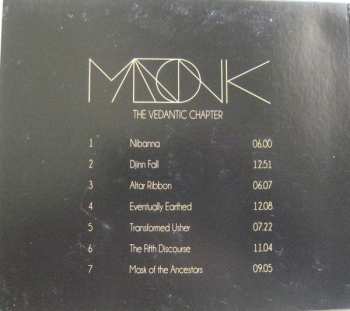 MAEONK
THE VEDANTIC CHAPTER
1 Nibanna 06.00
2 Djinn Fall 12.51
3 Altar Ribbon 06.07
4 Eventually Earthed 12.08
5 Transformed Usher 07.22
6 The Fifth Discourse 11.04
7 Mask of the Ancestors 09.05